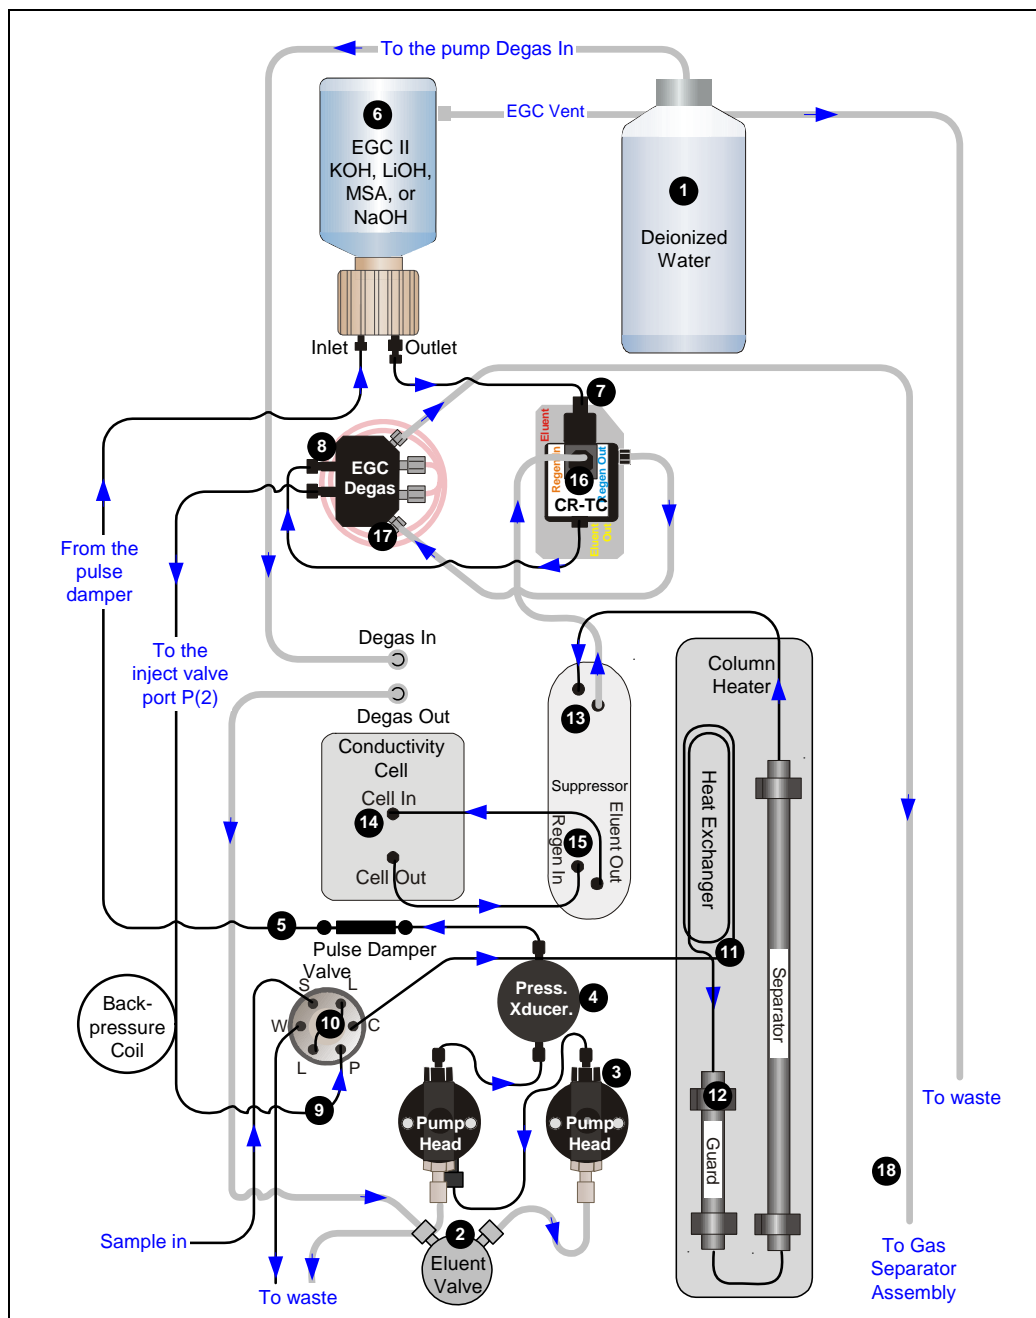 To the pump Degas In
6
EGC II
KOH, LiOH,
MSA, or
NaOH
EGC Vent
1
Deionized
Water
Inlet
Outlet
7
Eluent
Regen In
Regen Out
16
CR-TC
Eluent
Out
8
EGC
Degas
17
From the
pulse
damper
To the
inject valve
port P(2)
Degas In
Degas Out
Conductivity
Cell
Cell In
14
Cell Out
13
Suppressor
15
Regen In
Eluent Out
Column
Heater
Heat Exchanger
11
Separator
12
Guard
5
Pulse Damper
Valve
S
L
W
10
C
L
P
9
Back-
pressure
Coil
4
Press.
Xducer.
3
Pump
Head
Pump
Head
2
Eluent
Valve
Sample in
To waste
To waste
18
To Gas
Separator
Assembly